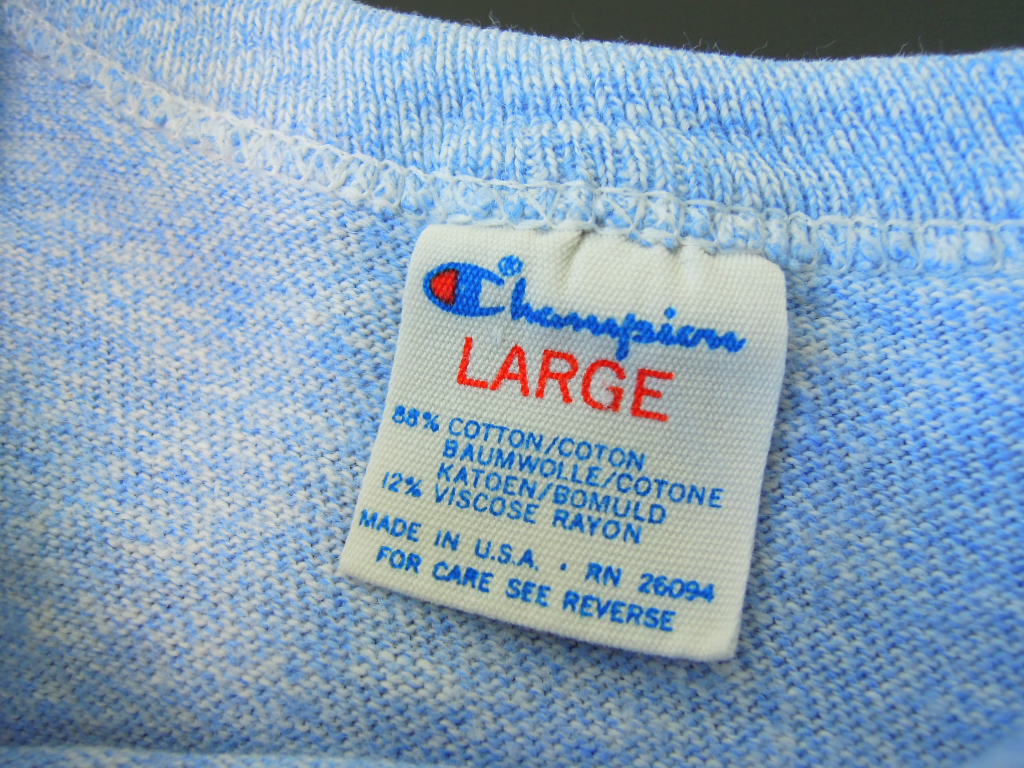 Champion®
LARGE
88% COTTON/COTON
BAUMWOLLE/COTONE
KATOEN/BOMULD
12% VISCOSE RAYON
MADE IN U.S.A. • RN 26094
FOR CARE SEE REVERSE